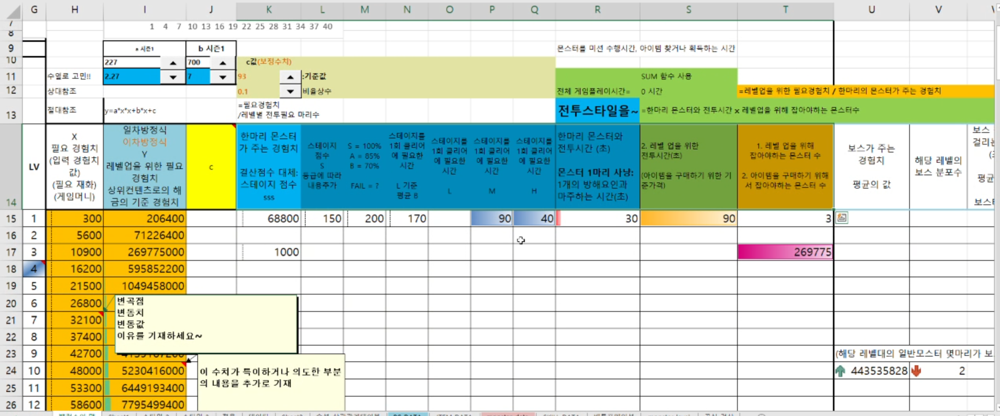 G H I J K L M N O P Q R S T U V
7 1 4 7 10 13 16 19 22 25 28 31 34 37 40
8
9 a 시즌1 b 시즌1 몬스터를 미션 수행시간, 아이템 찾거나 획득하는 시간
10 227 700 c값(보정수치)
11 수열로 고민!! 2.27 7 93 :기준값 SUM 함수 사용
12 상대참조 0.1 비율상수 전체 게임플레이시간= 0 시간 =레벨업을 위한 필요경험치 / 한마리의 몬스터가 주는 경험치
13 절대참조 y=a*x*x+b*x+c =필요경험치
/레벨별 전투필요 마리수
전투스타일을~ =한마리 몬스터와 전투시간 x 레벨업을 위해 잡아야하는 몬스터수
14
LV
X
필요 경험치
(입력 경험치
값)
(필요 재화)
(게임머니)
일차방정식
이차방정식
Y
레벨업을 위한 필요
경험치
상위컨텐츠로의 해
금의 기준 경험치
c
한마리 몬스터
가 주는 경험치
결산점수 대체:
스테이지 점수
sss
스테이지
점수
S
등급에 따라
내용추가
S = 100%
A = 85%
B = 70%
FAIL = ?
스테이지를
1회 클리어
에 필요한
시간
L 기준
평균 B
스테이지를
1회 클리어
에 필요한
시간
L
스테이지를
1회 클리어
에 필요한
시간
M
스테이지를
1회 클리어
에 필요한
시간
H
한마리 몬스터와
전투시간 (초)
몬스터 1마리 사냥:
1개의 방해요인과
마주하는 시간(초)
2. 레벨 업을 위한
전투시간(초)
(아이템을 구매하기 위한 기
준가격)
1. 레벨 업을 위해
잡아야하는 몬스터 수
2. 아이템을 구매하기 위해
서 잡아야하는 몬스터 수
보스가 주는
경험치
평균의 값
해당 레벨의
보스 분포수
보스
걸리는
평균
15 1 300 206400 68800 150 200 170 90 40 30 90 3
16 2 5600 71226400
17 3 10900 269775000 1000 269775
18 4 16200 595852200
19 5 21500 1049458000
20 6 26800
21 7 32100
22 8 37400
변곡점
변동치
변동값
이유를 기재하세요~
23 9 42700 (해당 레벨대의 일반모스터 몇마리가 보
24 10 48000 5230416000 443535828 2
25 11 53300 6449193400
26 12 58600 7795499400
이 수치가 특이하거나 의도한 부분
의 내용을 추가로 기재